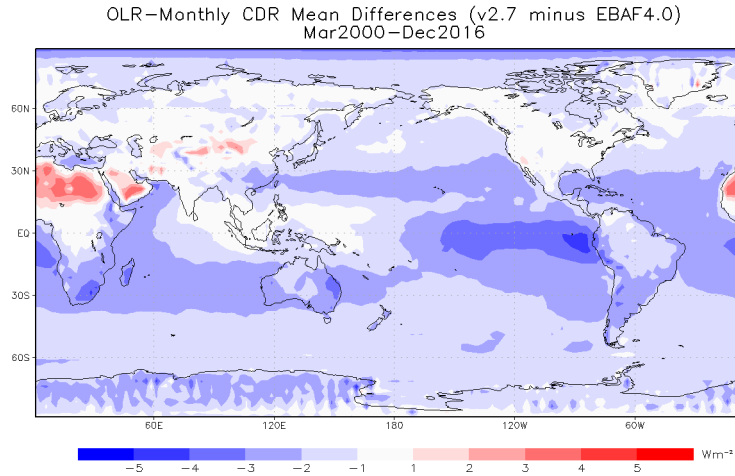 OLR−Monthly CDR Mean Differences (v2.7 minus EBAF4.0)
Mar2000−Dec2016
60N
30N
EQ
30S
60S
60E 120E 180 120W 60W
−5 −4 −3 −2 −1 1 2 3 4 5 Wm⁻²